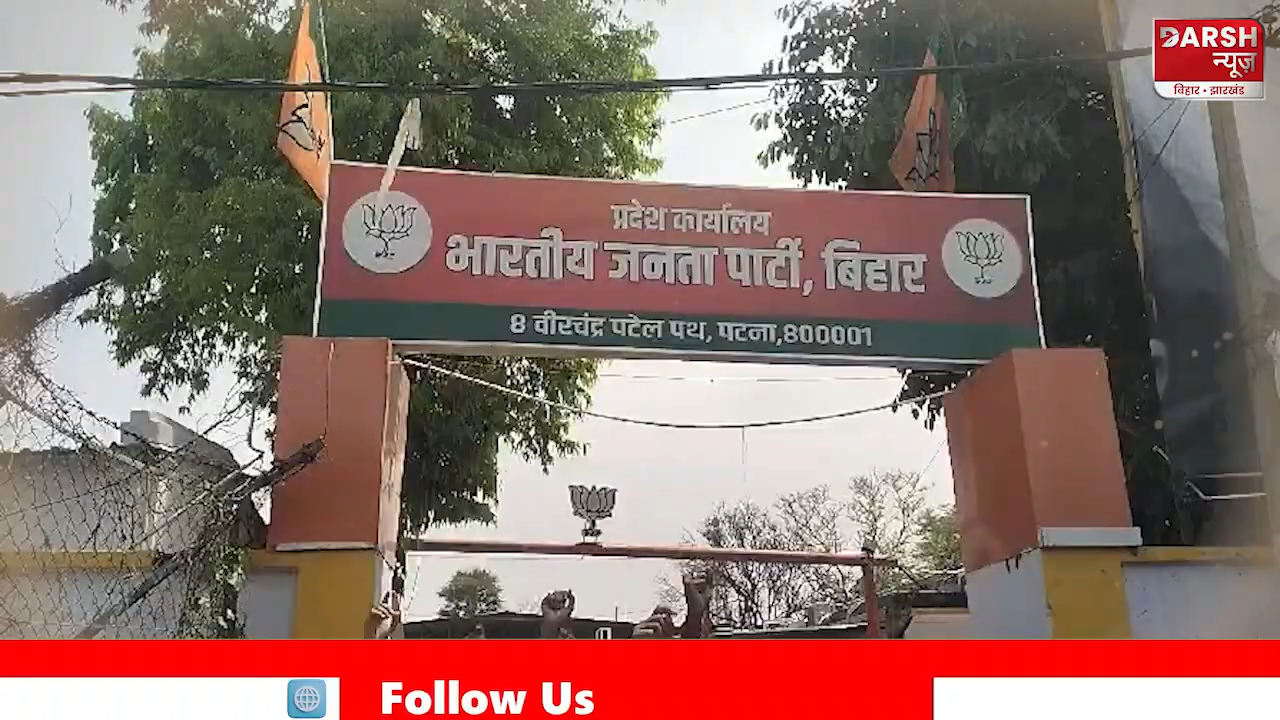 DARSH
न्यूज़
बिहार • झारखंड
प्रदेश कार्यालय
भारतीय जनता पार्टी, बिहार
8 वीरचंद्र पटेल पथ, पटना,800001
Follow Us